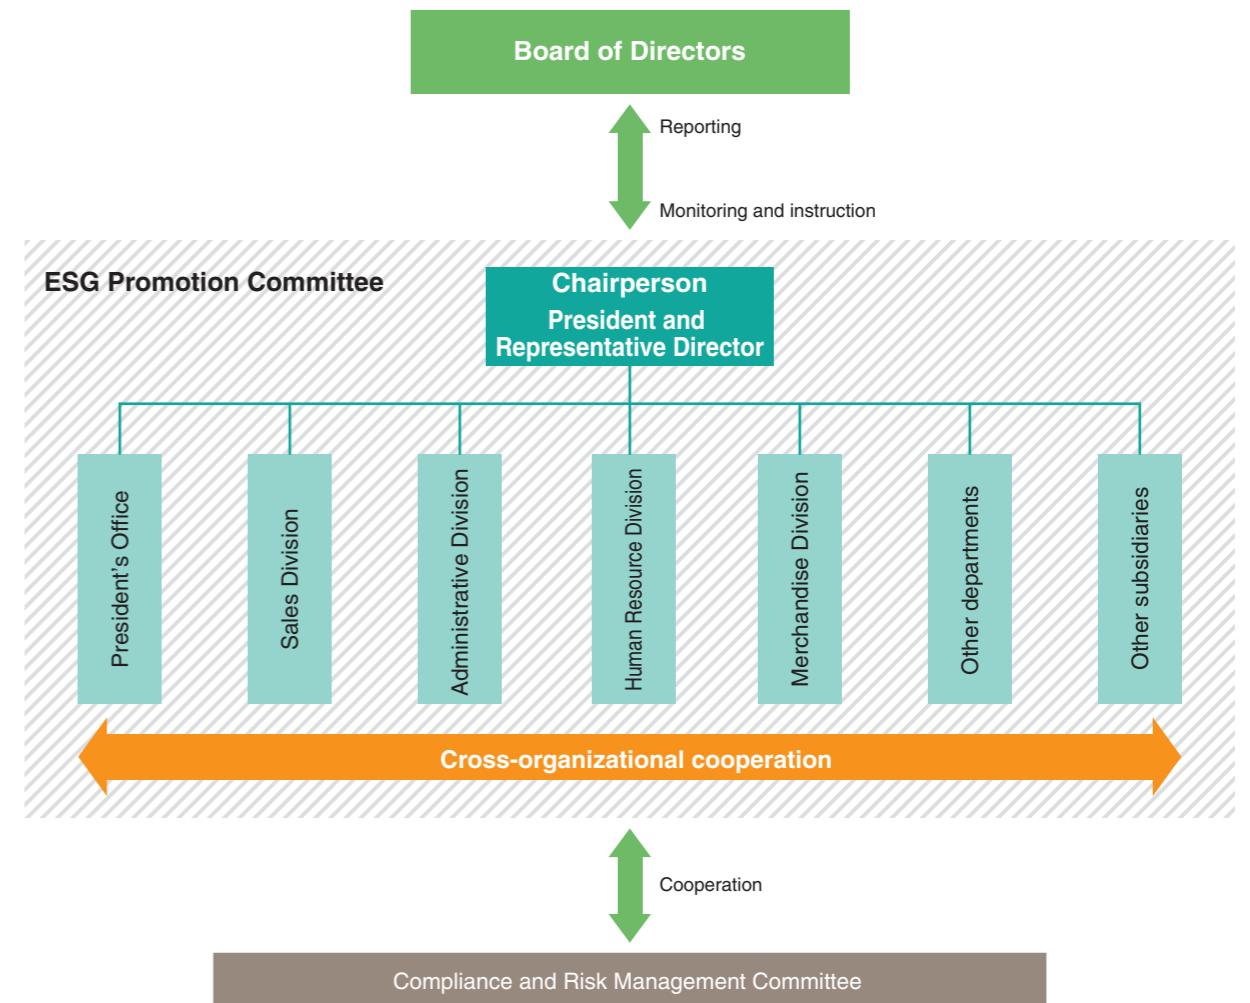 Board of Directors
Reporting
Monitoring and instruction
ESG Promotion Committee
Chairperson
President and
Representative Director
President's Office
Sales Division
Administrative Division
Human Resource Division
Merchandise Division
Other departments
Other subsidiaries
Cross-organizational cooperation
Cooperation
Compliance and Risk Management Committee